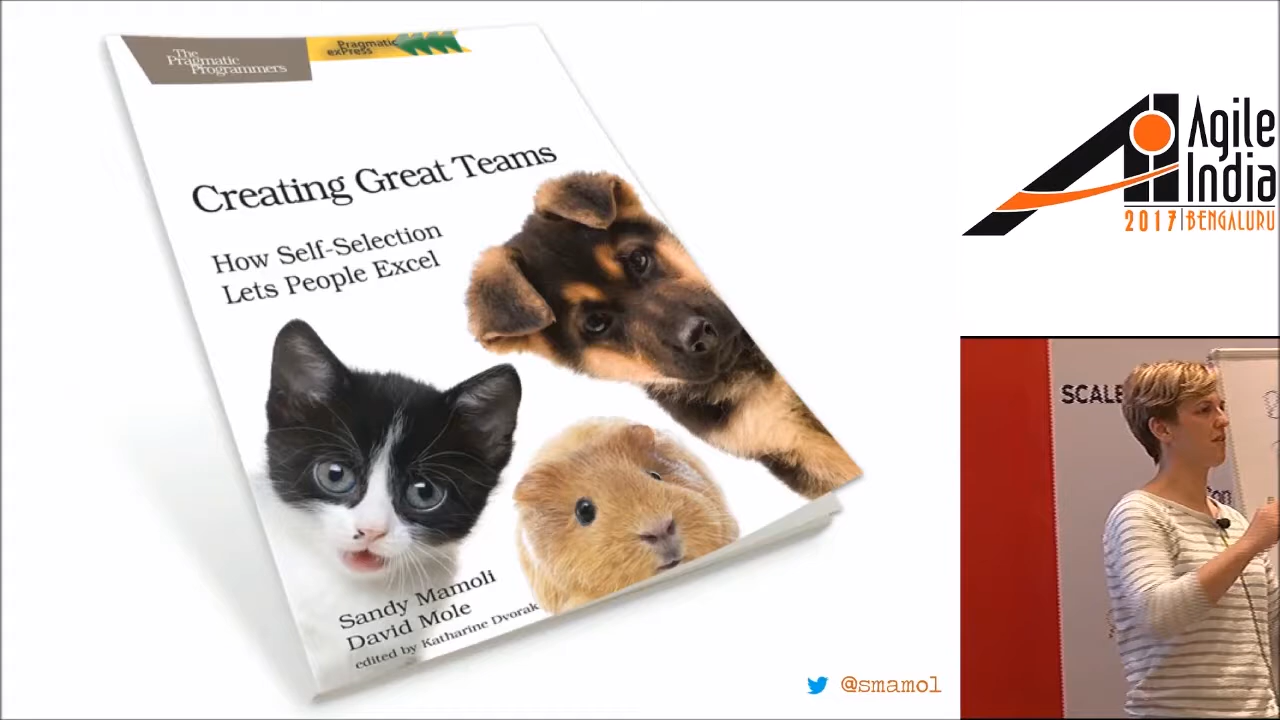 The
Pragmatic
Programmers
Pragmatic
exPress
Creating Great Teams
How Self-Selection
Lets People Excel
Sandy Mamoli
David Mole
edited by Katharine Dvorak
@smamol
Agile
India
2017 | BENGALURU
SCALE